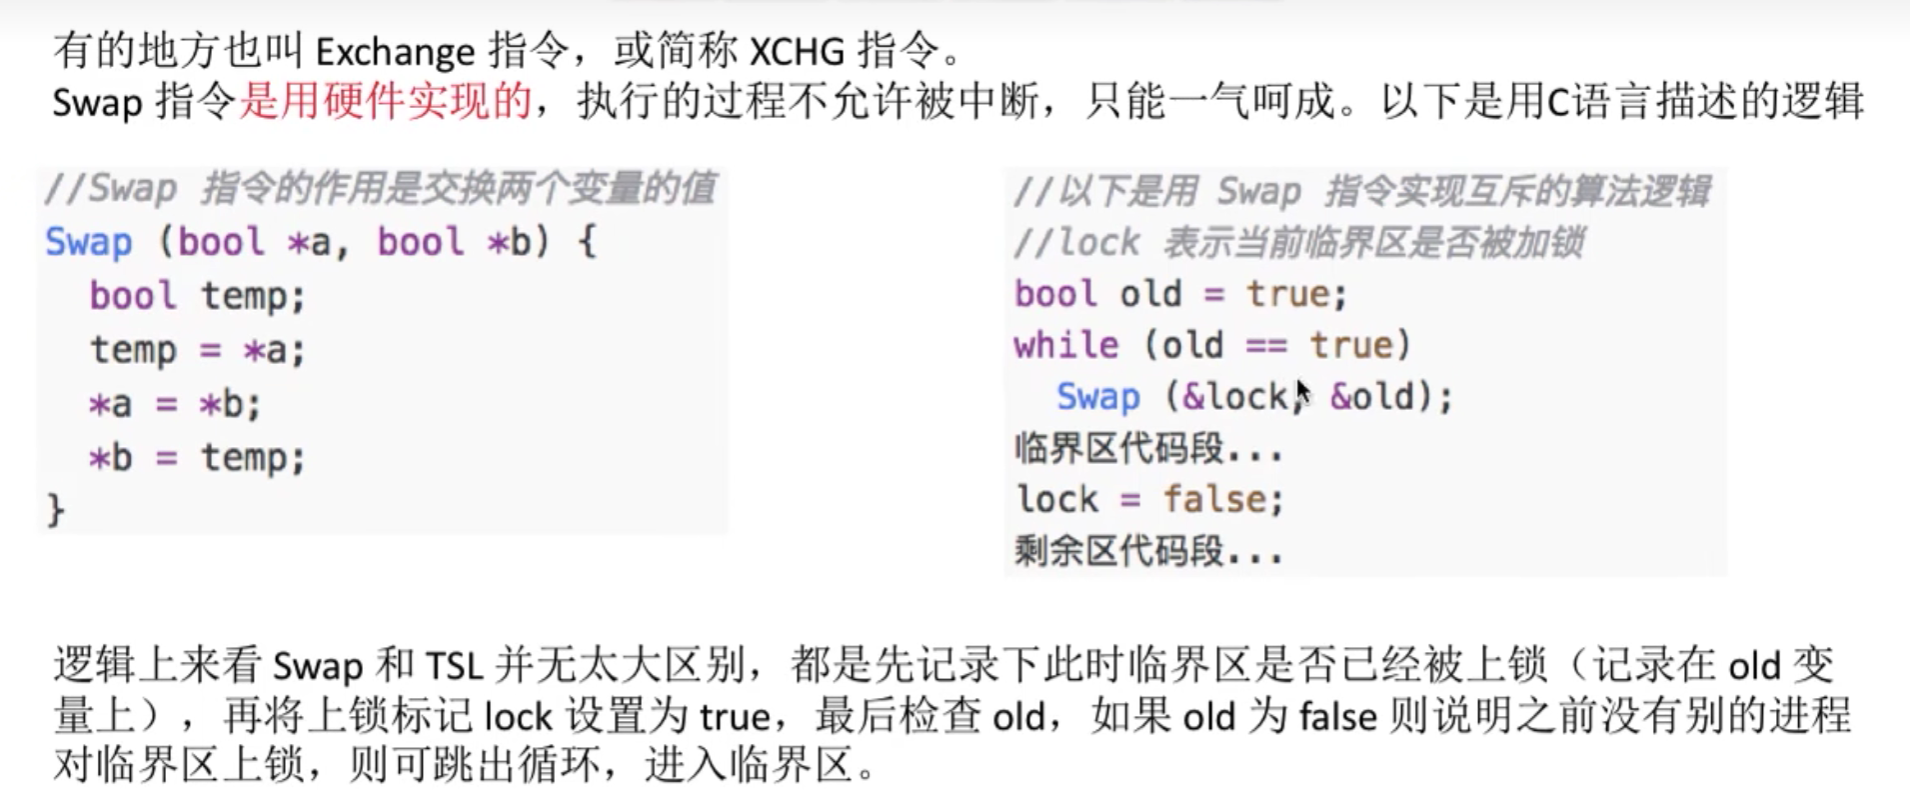 有的地方也叫 Exchange 指令，或简称 XCHG 指令。
Swap 指令是用硬件实现的，执行的过程不允许被中断，只能一气呵成。以下是用C语言描述的逻辑
//Swap 指令的作用是交换两个变量的值
Swap (bool *a, bool *b) {
  bool temp;
  temp = *a;
  *a = *b;
  *b = temp;
}
//以下是用 Swap 指令实现互斥的算法逻辑
//lock 表示当前临界区是否被加锁
bool old = true;
while (old == true)
  Swap (&lock, &old);
临界区代码段...
lock = false;
剩余区代码段...
逻辑上来看 Swap 和 TSL 并无太大区别，都是先记录下此时临界区是否已经被上锁（记录在 old 变
量上），再将上锁标记 lock 设置为 true，最后检查 old，如果 old 为 false 则说明之前没有别的进程
对临界区上锁，则可跳出循环，进入临界区。